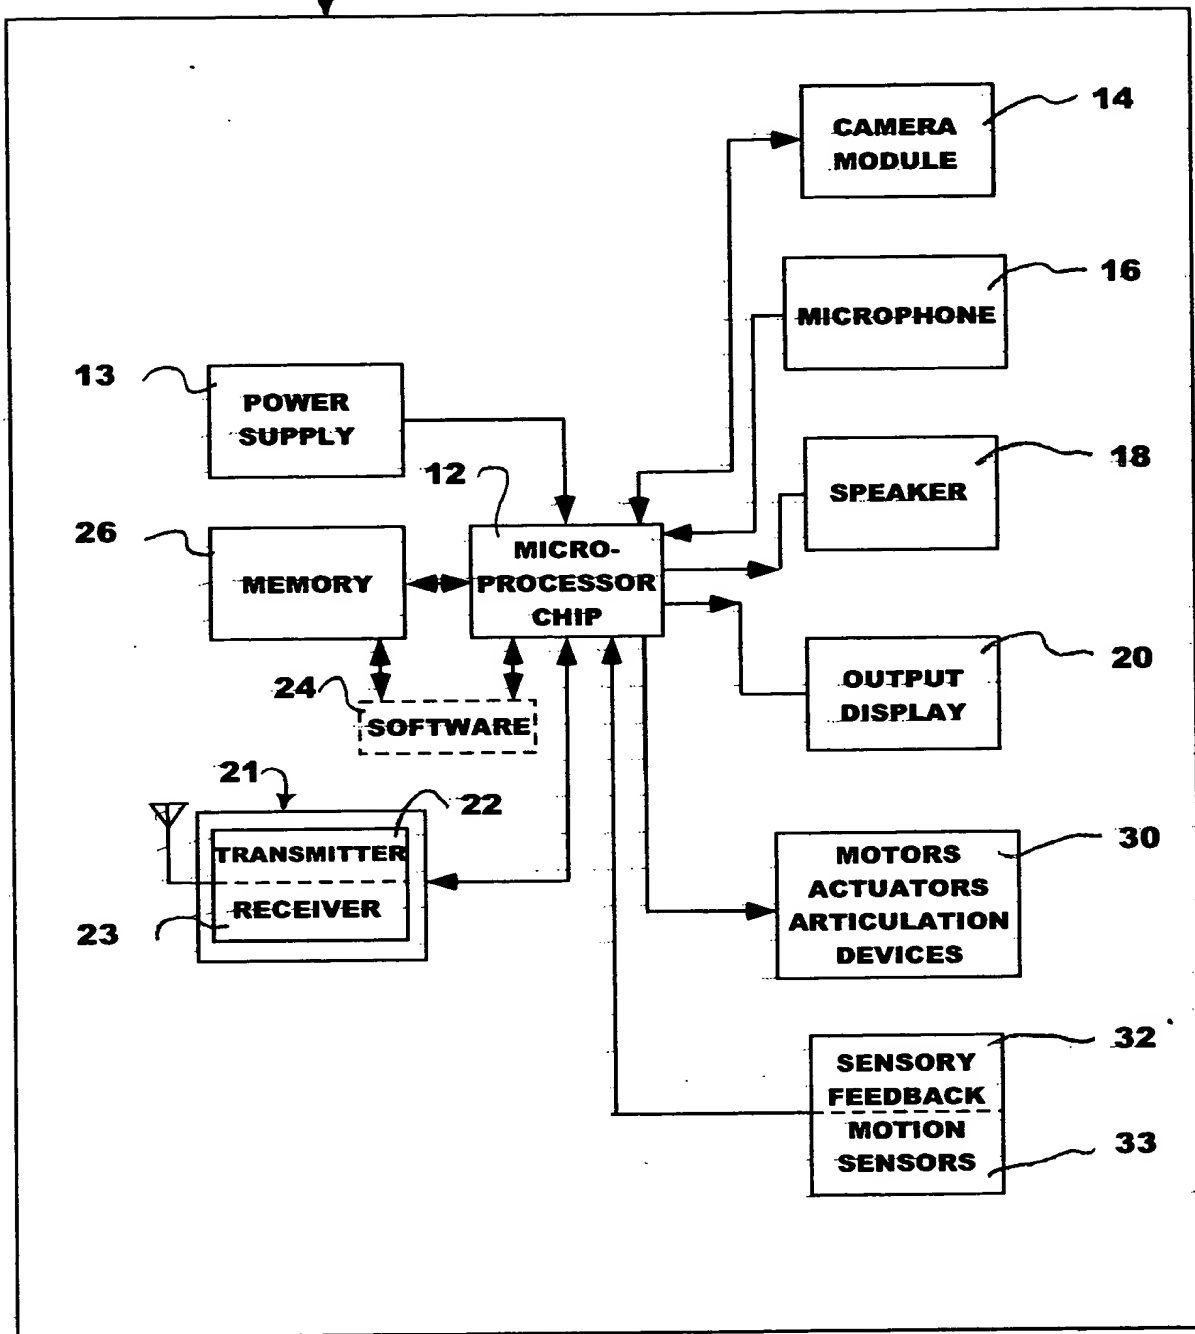 14
CAMERA
MODULE
16
MICROPHONE
13
POWER
SUPPLY
18
SPEAKER
12
MICRO-
PROCESSOR
CHIP
26
MEMORY
20
OUTPUT
DISPLAY
24
SOFTWARE
21
22
TRANSMITTER
RECEIVER
23
30
MOTORS
ACTUATORS
ARTICULATION
DEVICES
32
SENSORY
FEEDBACK
MOTION
SENSORS
33